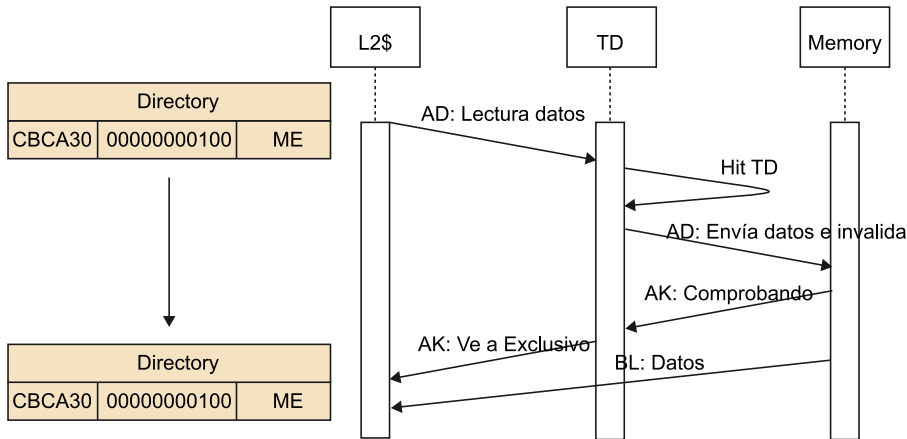 L2$
TD
Memory
Directory
CBCA30 00000000100 ME
AD: Lectura datos
Hit TD
AD: Envía datos e invalida
AK: Comprobando
AK: Ve a Exclusivo
BL: Datos
Directory
CBCA30 00000000100 ME